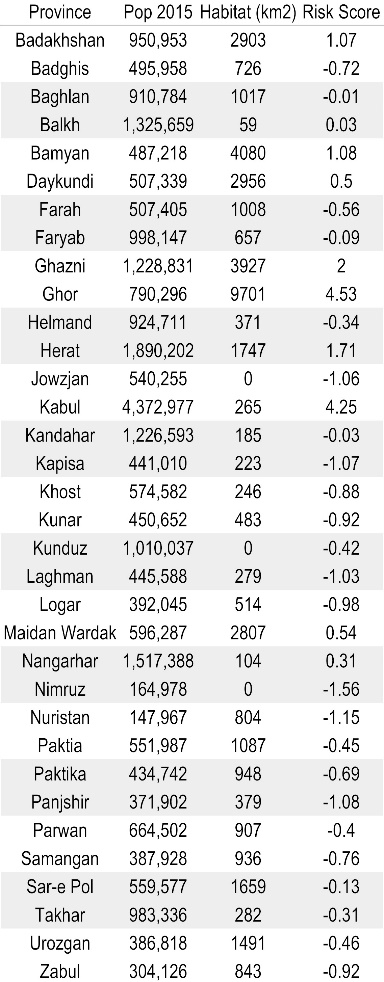 Province Pop 2015 Habitat (km2) Risk Score
Badakhshan 950,953 2903 1.07
Badghis 495,958 726 -0.72
Baghlan 910,784 1017 -0.01
Balkh 1,325,659 59 0.03
Bamyan 487,218 4080 1.08
Daykundi 507,339 2956 0.5
Farah 507,405 1008 -0.56
Faryab 998,147 657 -0.09
Ghazni 1,228,831 3927 2
Ghor 790,296 9701 4.53
Helmand 924,711 371 -0.34
Herat 1,890,202 1747 1.71
Jowzjan 540,255 0 -1.06
Kabul 4,372,977 265 4.25
Kandahar 1,226,593 185 -0.03
Kapisa 441,010 223 -1.07
Khost 574,582 246 -0.88
Kunar 450,652 483 -0.92
Kunduz 1,010,037 0 -0.42
Laghman 445,588 279 -1.03
Logar 392,045 514 -0.98
Maidan Wardak 596,287 2807 0.54
Nangarhar 1,517,388 104 0.31
Nimruz 164,978 0 -1.56
Nuristan 147,967 804 -1.15
Paktia 551,987 1087 -0.45
Paktika 434,742 948 -0.69
Panjshir 371,902 379 -1.08
Parwan 664,502 907 -0.4
Samangan 387,928 936 -0.76
Sar-e Pol 559,577 1659 -0.13
Takhar 983,336 282 -0.31
Urozgan 386,818 1491 -0.46
Zabul 304,126 843 -0.92